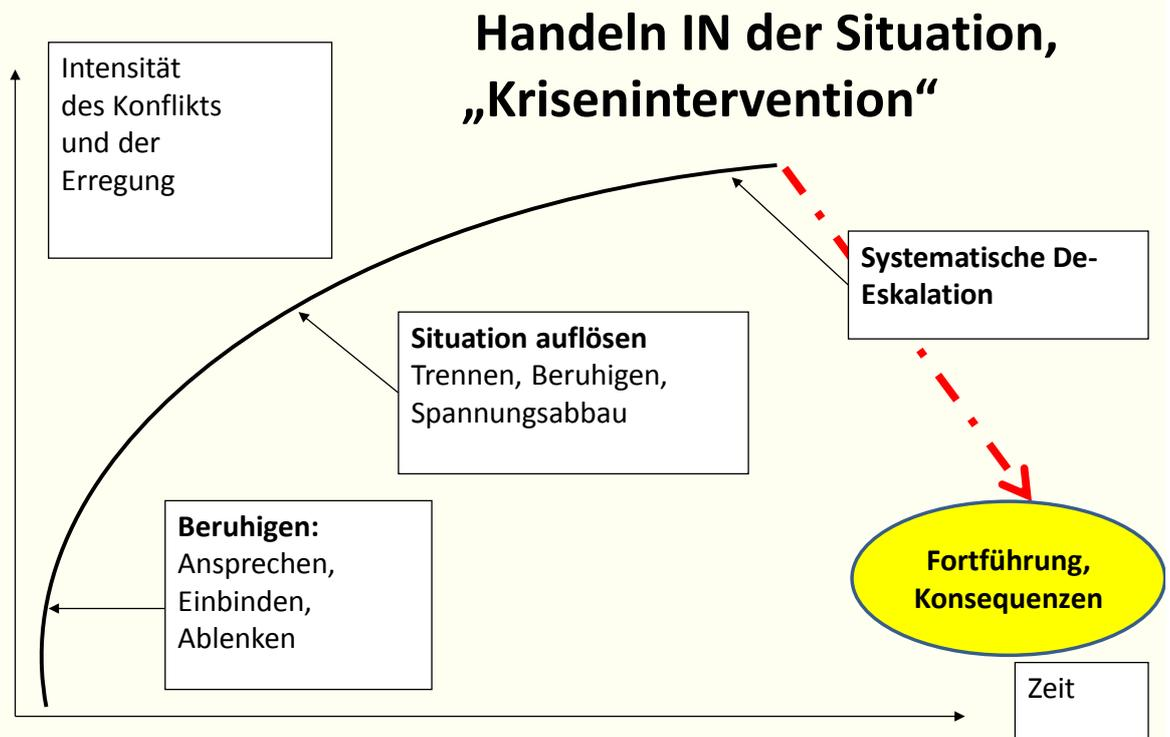 Handeln IN der Situation,
„Krisenintervention“
Intensität
des Konflikts
und der
Erregung
Systematische De-
Eskalation
Situation auflösen
Trennen, Beruhigen,
Spannungsabbau
Beruhigen:
Ansprechen,
Einbinden,
Ablenken
Fortführung,
Konsequenzen
Zeit